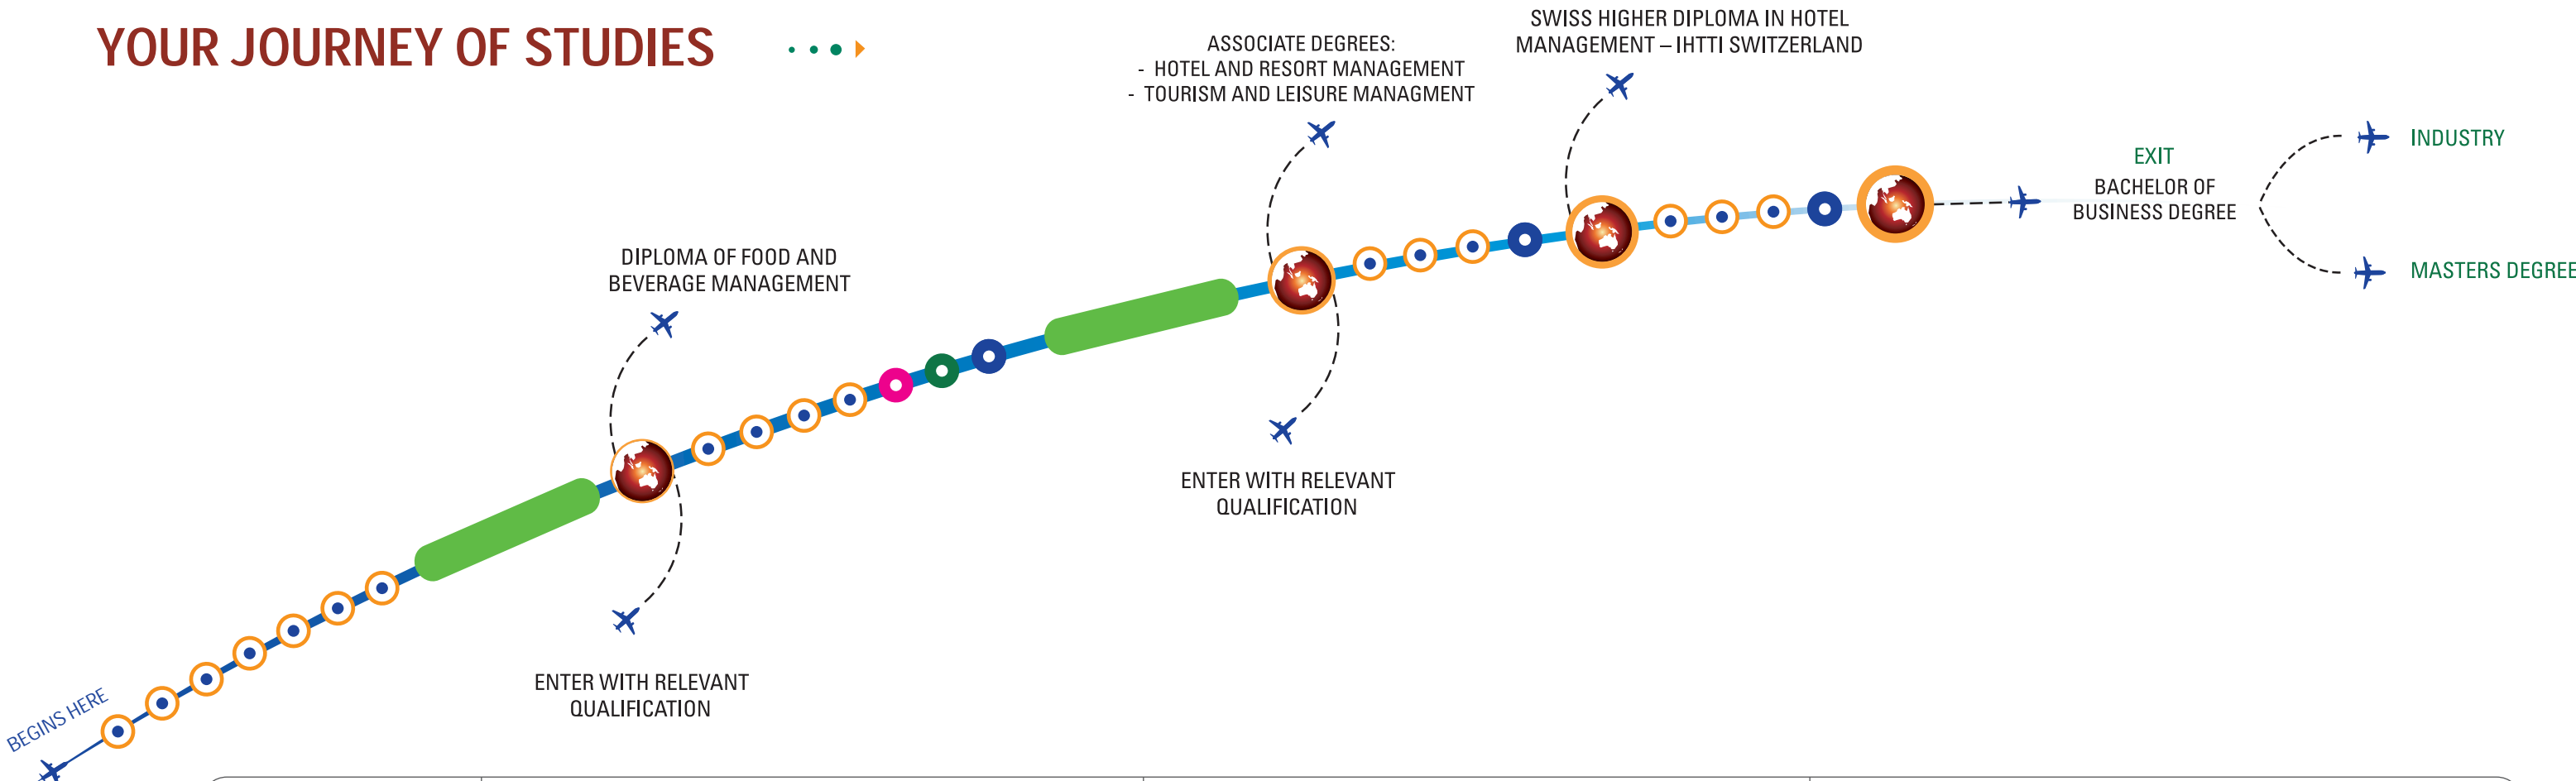 YOUR JOURNEY OF STUDIES
SWISS HIGHER DIPLOMA IN HOTEL
MANAGEMENT – IHTTI SWITZERLAND
ASSOCIATE DEGREES:
- HOTEL AND RESORT MANAGEMENT
- TOURISM AND LEISURE MANAGMENT
INDUSTRY
EXIT
BACHELOR OF
BUSINESS DEGREE
MASTERS DEGREE
DIPLOMA OF FOOD AND
BEVERAGE MANAGEMENT
ENTER WITH RELEVANT
QUALIFICATION
ENTER WITH RELEVANT
QUALIFICATION
BEGINS HERE